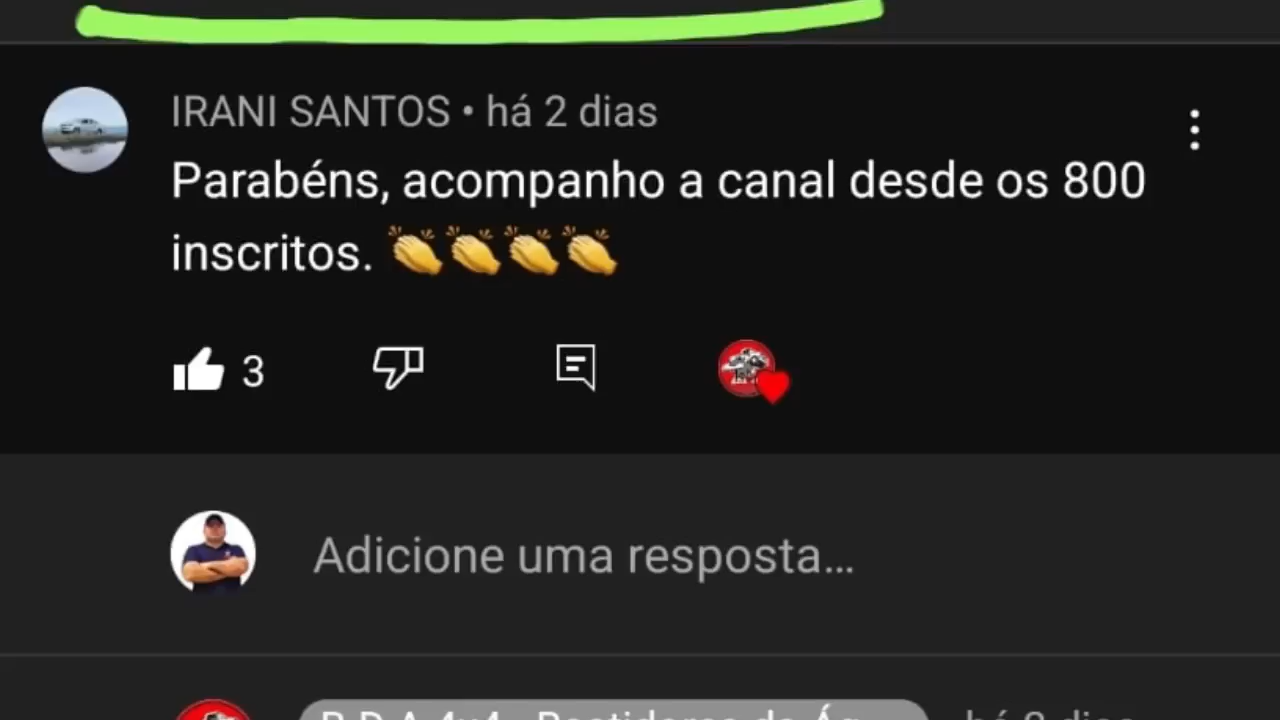 IRANI SANTOS • há 2 dias
Parabéns, acompanho a canal desde os 800
inscritos. 👏👏👏👏
3
Adicione uma resposta...